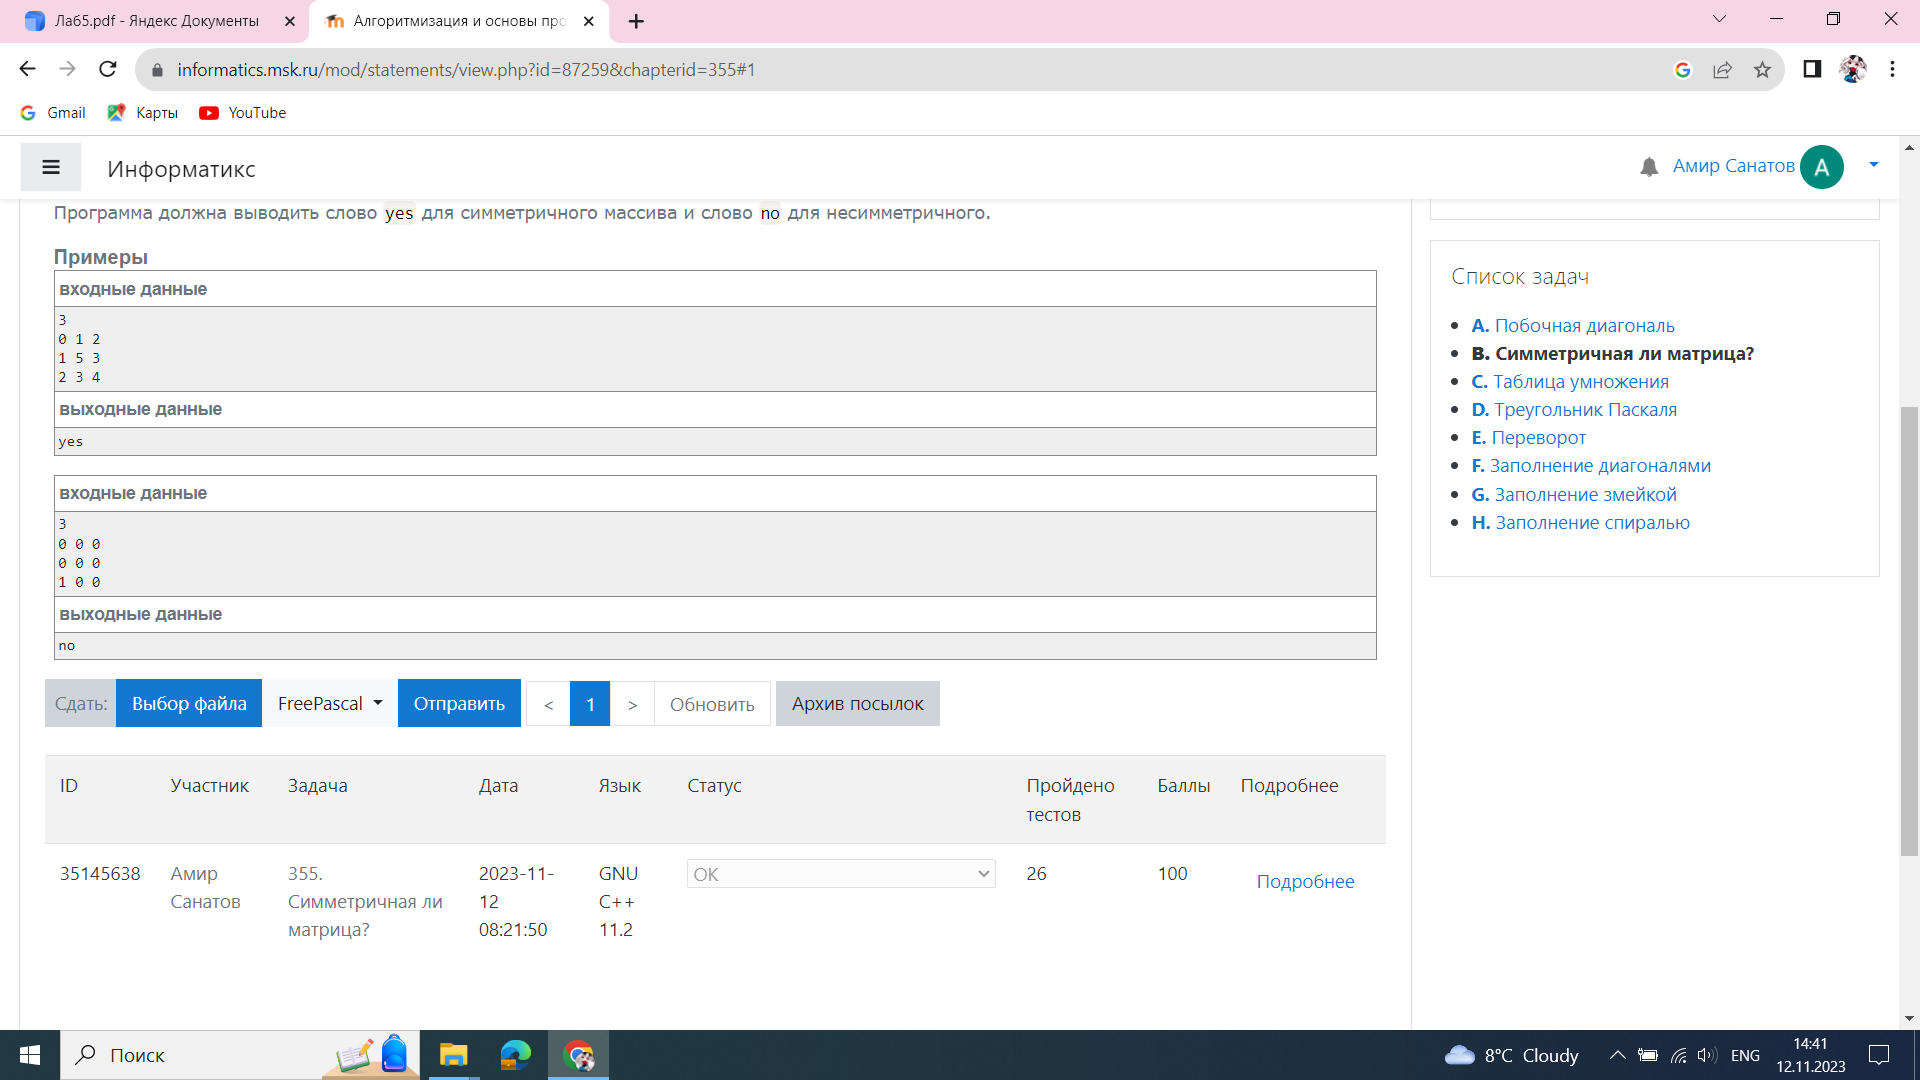 Ла65.pdf - Яндекс Документы
Алгоритмизация и основы про
informatics.msk.ru/mod/statements/view.php?id=87259&chapterid=355#1
Gmail
Карты
YouTube
Информатикс
Амир Санатов
A
Программа должна выводить слово yes для симметричного массива и слово no для несимметричного.
Примеры
входные данные
3
0 1 2
1 5 3
2 3 4
выходные данные
yes
входные данные
3
0 0 0
0 0 0
1 0 0
выходные данные
no
Сдать:
Выбор файла
FreePascal
Отправить
<
1
>
Обновить
Архив посылок
ID
Участник
Задача
Дата
Язык
Статус
Пройдено
тестов
Баллы
Подробнее
35145638
Амир
Санатов
355.
Симметричная ли
матрица?
2023-11-
12
08:21:50
GNU
C++
11.2
OK
26
100
Подробнее
Список задач
A. Побочная диагональ
B. Симметричная ли матрица?
C. Таблица умножения
D. Треугольник Паскаля
E. Переворот
F. Заполнение диагоналями
G. Заполнение змейкой
H. Заполнение спиралью
Поиск
8°C Cloudy
ENG
14:41
12.11.2023